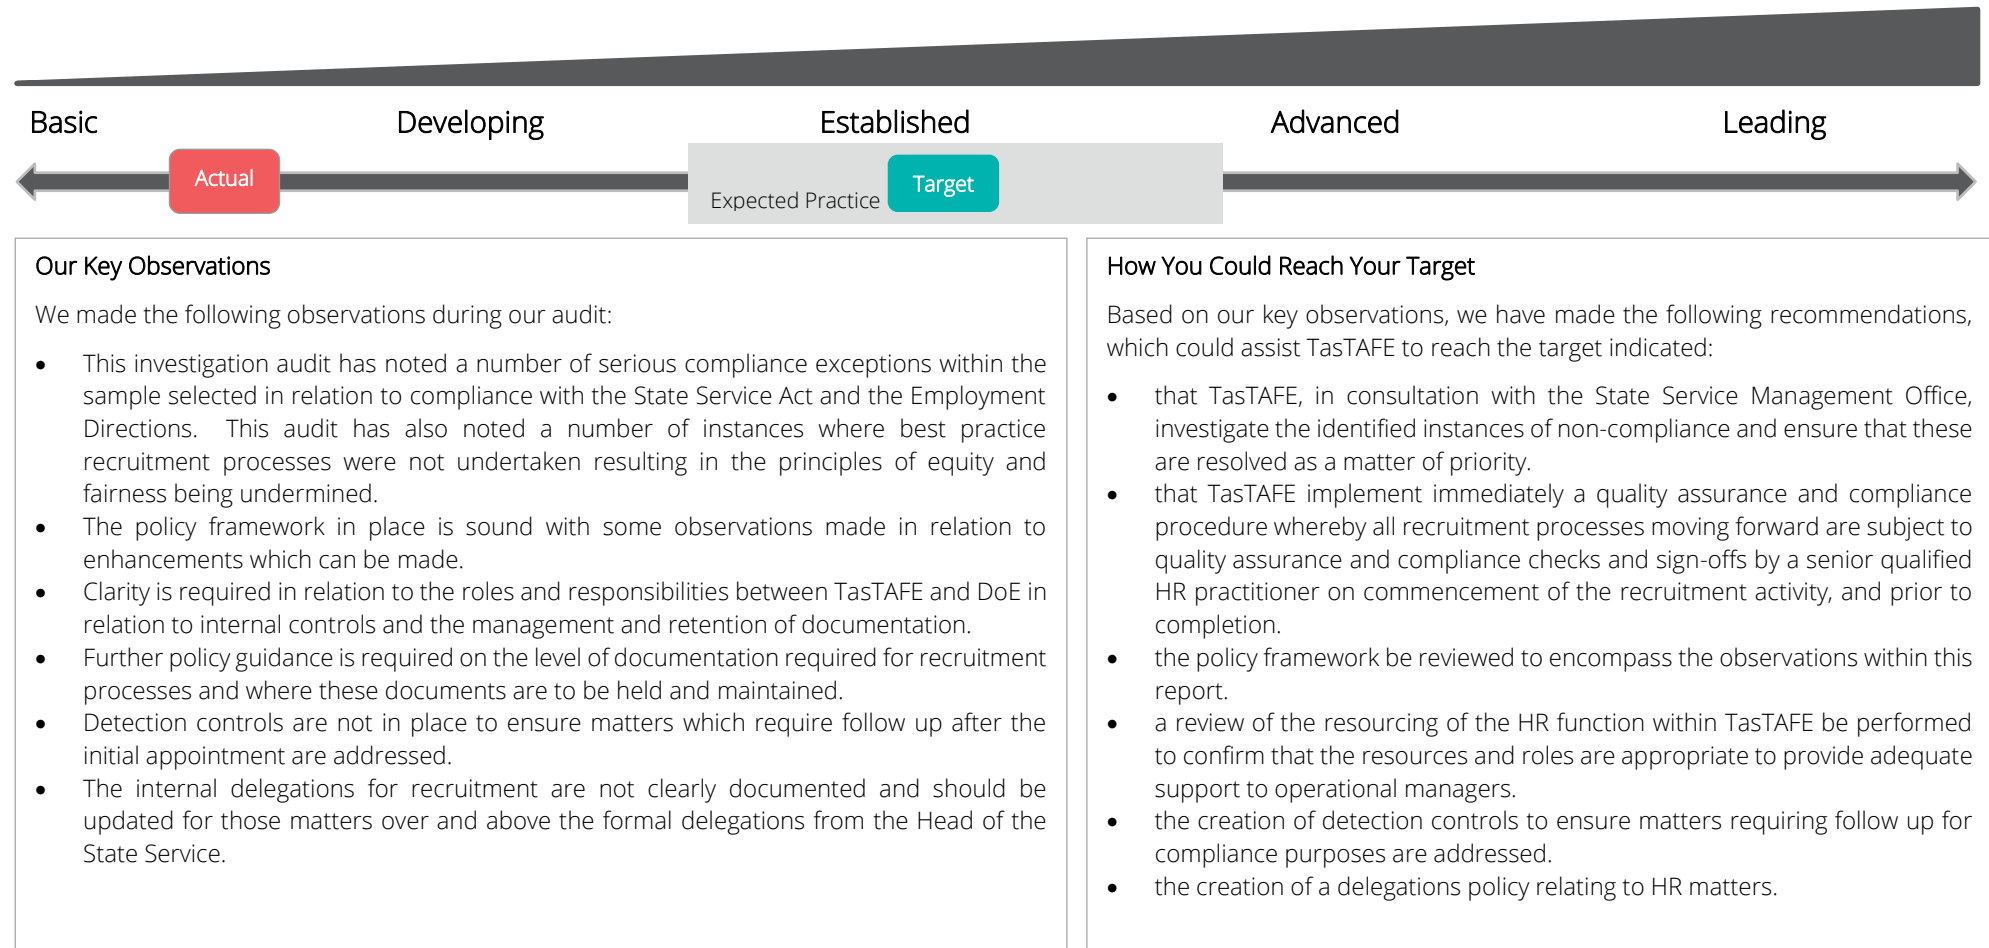 Basic Developing Established Advanced Leading
Actual
Expected Practice
Target
Our Key Observations
We made the following observations during our audit:
• This investigation audit has noted a number of serious compliance exceptions within the
sample selected in relation to compliance with the State Service Act and the Employment
Directions. This audit has also noted a number of instances where best practice
recruitment processes were not undertaken resulting in the principles of equity and
fairness being undermined.
• The policy framework in place is sound with some observations made in relation to
enhancements which can be made.
• Clarity is required in relation to the roles and responsibilities between TasTAFE and DoE in
relation to internal controls and the management and retention of documentation.
• Further policy guidance is required on the level of documentation required for recruitment
processes and where these documents are to be held and maintained.
• Detection controls are not in place to ensure matters which require follow up after the
initial appointment are addressed.
• The internal delegations for recruitment are not clearly documented and should be
updated for those matters over and above the formal delegations from the Head of the
State Service.
How You Could Reach Your Target
Based on our key observations, we have made the following recommendations,
which could assist TasTAFE to reach the target indicated:
• that TasTAFE, in consultation with the State Service Management Office,
investigate the identified instances of non-compliance and ensure that these
are resolved as a matter of priority.
• that TasTAFE implement immediately a quality assurance and compliance
procedure whereby all recruitment processes moving forward are subject to
quality assurance and compliance checks and sign-offs by a senior qualified
HR practitioner on commencement of the recruitment activity, and prior to
completion.
• the policy framework be reviewed to encompass the observations within this
report.
• a review of the resourcing of the HR function within TasTAFE be performed
to confirm that the resources and roles are appropriate to provide adequate
support to operational managers.
• the creation of detection controls to ensure matters requiring follow up for
compliance purposes are addressed.
• the creation of a delegations policy relating to HR matters.